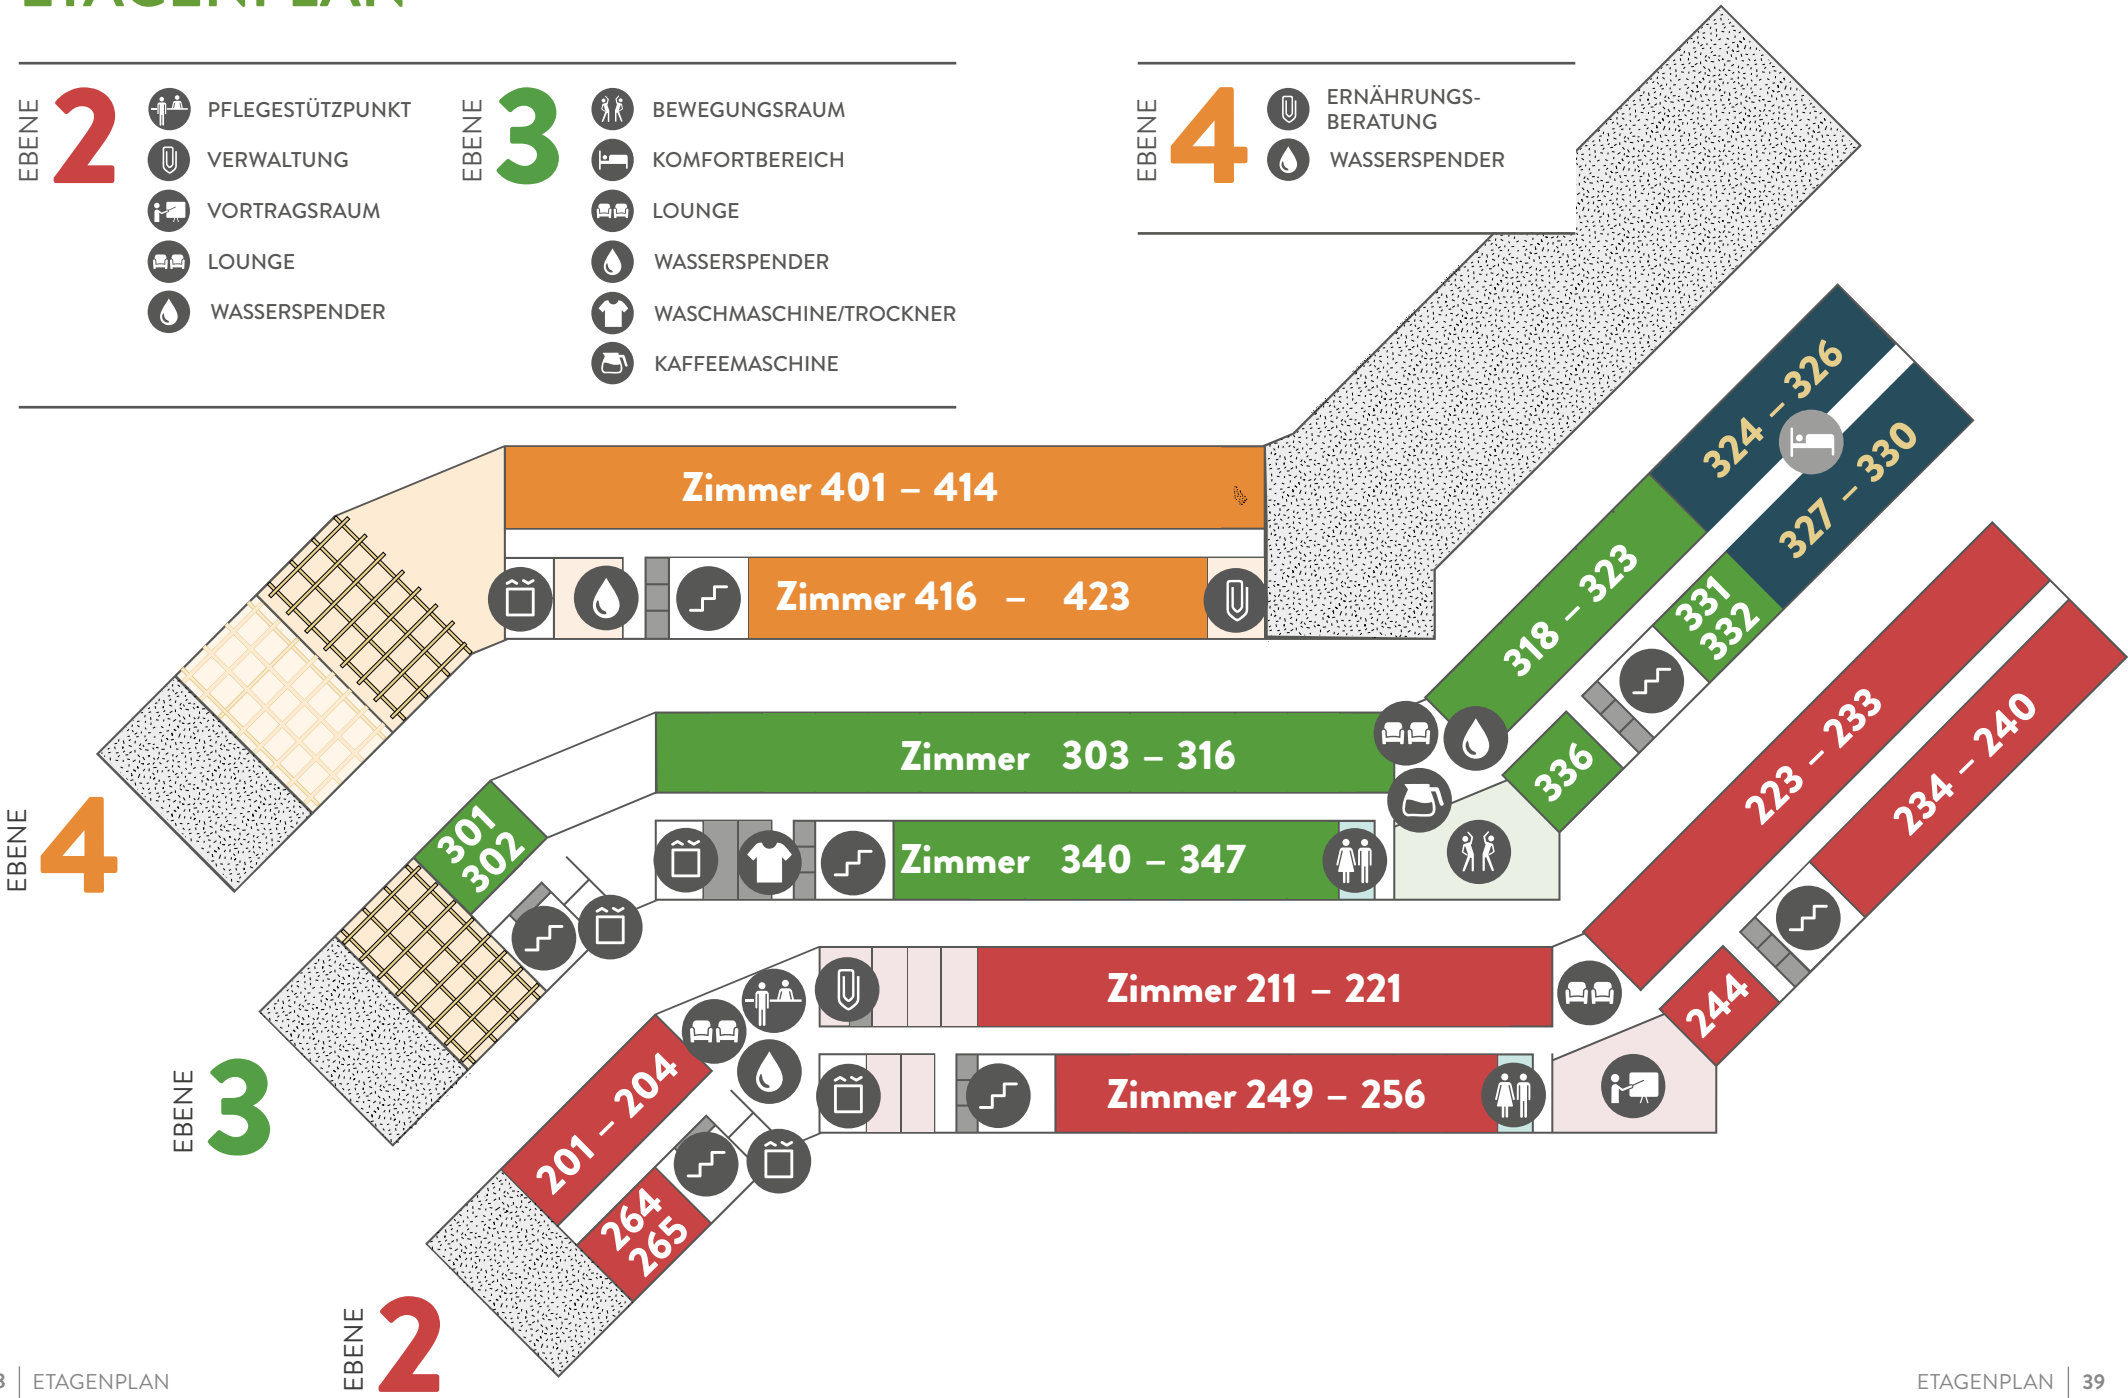 ETAGENPLAN
EBENE 2
PFLEGESTÜTZPUNKT
VERWALTUNG
VORTRAGSRAUM
LOUNGE
WASSERSPENDER
EBENE 3
BEWEGUNGSRAUM
KOMFORTBEREICH
LOUNGE
WASSERSPENDER
WASCHMASCHINE/TROCKNER
KAFFEEMASCHINE
EBENE 4
ERNÄHRUNGS-
BERATUNG
WASSERSPENDER
Zimmer 401 – 414
Zimmer 416 – 423
EBENE 4
324 – 326
327 – 330
318 – 323
331
332
336
Zimmer 303 – 316
Zimmer 340 – 347
301
302
EBENE 3
223 – 233
234 – 240
244
Zimmer 211 – 221
Zimmer 249 – 256
201 – 204
264
265
EBENE 2
ETAGENPLAN
ETAGENPLAN | 39